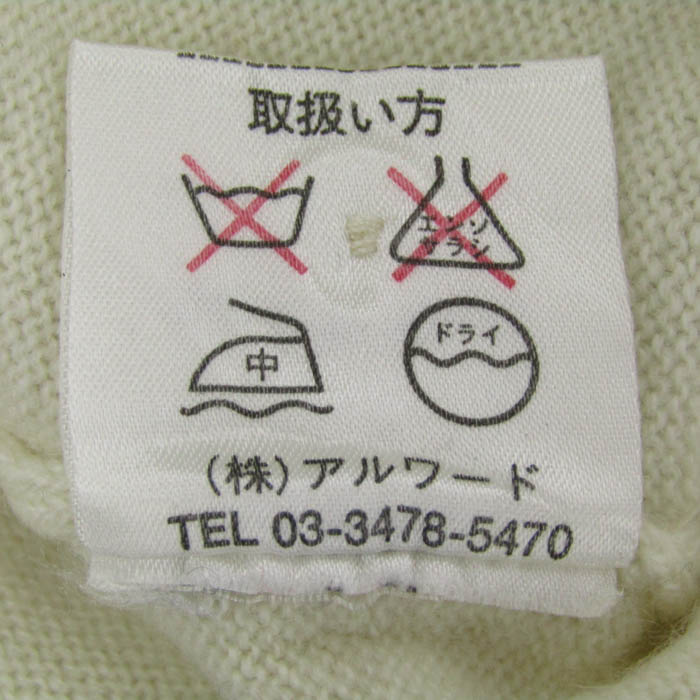 取扱い方
エンソ
サラシ
中
ドライ
(株)アルワード
TEL 03-3478-5470